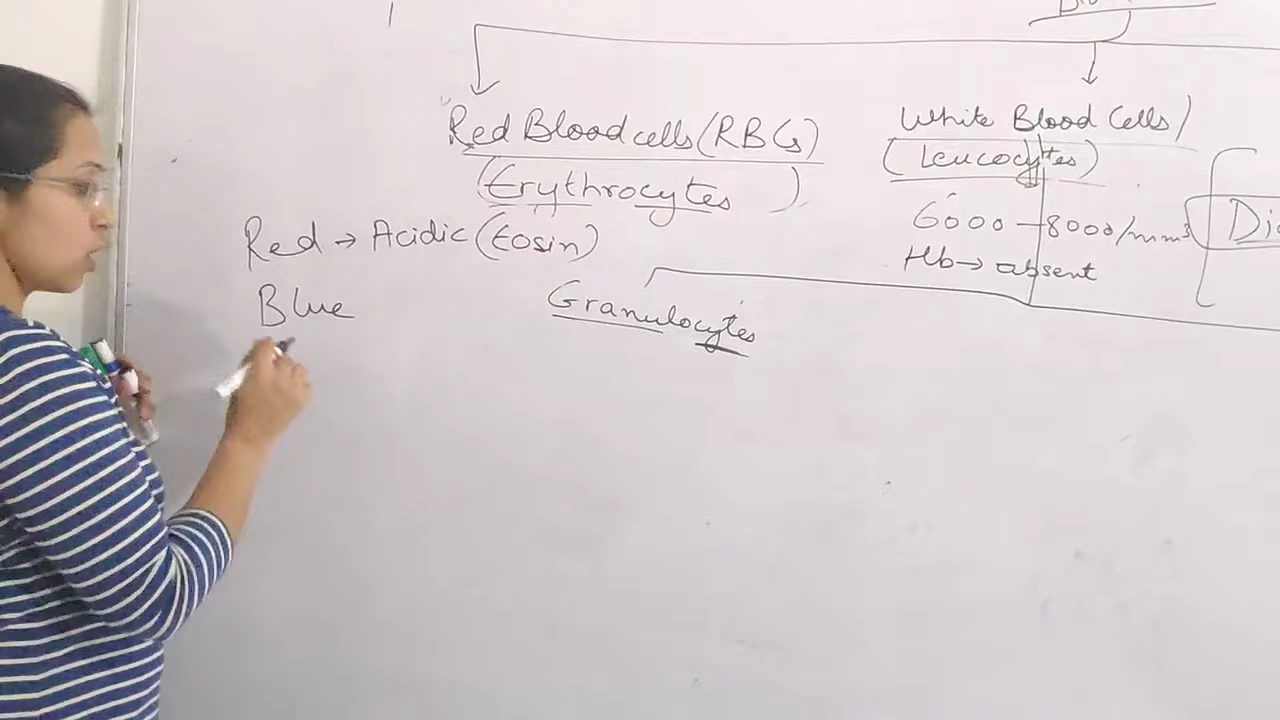 Red Blood cells (RBCs)
(Erythrocytes)
White Blood Cells/
(Leucocytes)
6000 - 8000/mm³
Hb → absent
Red → Acidic (Eosin)
Blue
Granulocytes